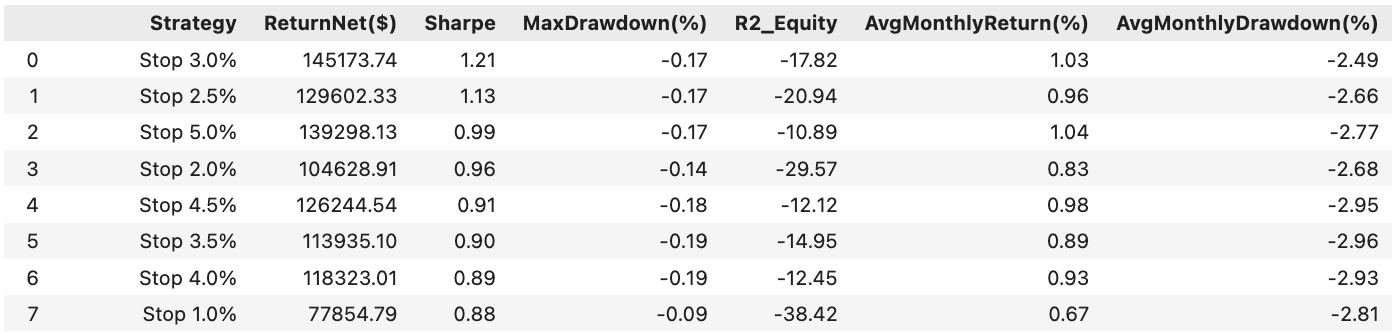 Strategy ReturnNet($) Sharpe MaxDrawdown(%) R2_Equity AvgMonthlyReturn(%) AvgMonthlyDrawdown(%)
0 Stop 3.0% 145173.74 1.21 -0.17 -17.82 1.03 -2.49
1 Stop 2.5% 129602.33 1.13 -0.17 -20.94 0.96 -2.66
2 Stop 5.0% 139298.13 0.99 -0.17 -10.89 1.04 -2.77
3 Stop 2.0% 104628.91 0.96 -0.14 -29.57 0.83 -2.68
4 Stop 4.5% 126244.54 0.91 -0.18 -12.12 0.98 -2.95
5 Stop 3.5% 113935.10 0.90 -0.19 -14.95 0.89 -2.96
6 Stop 4.0% 118323.01 0.89 -0.19 -12.45 0.93 -2.93
7 Stop 1.0% 77854.79 0.88 -0.09 -38.42 0.67 -2.81